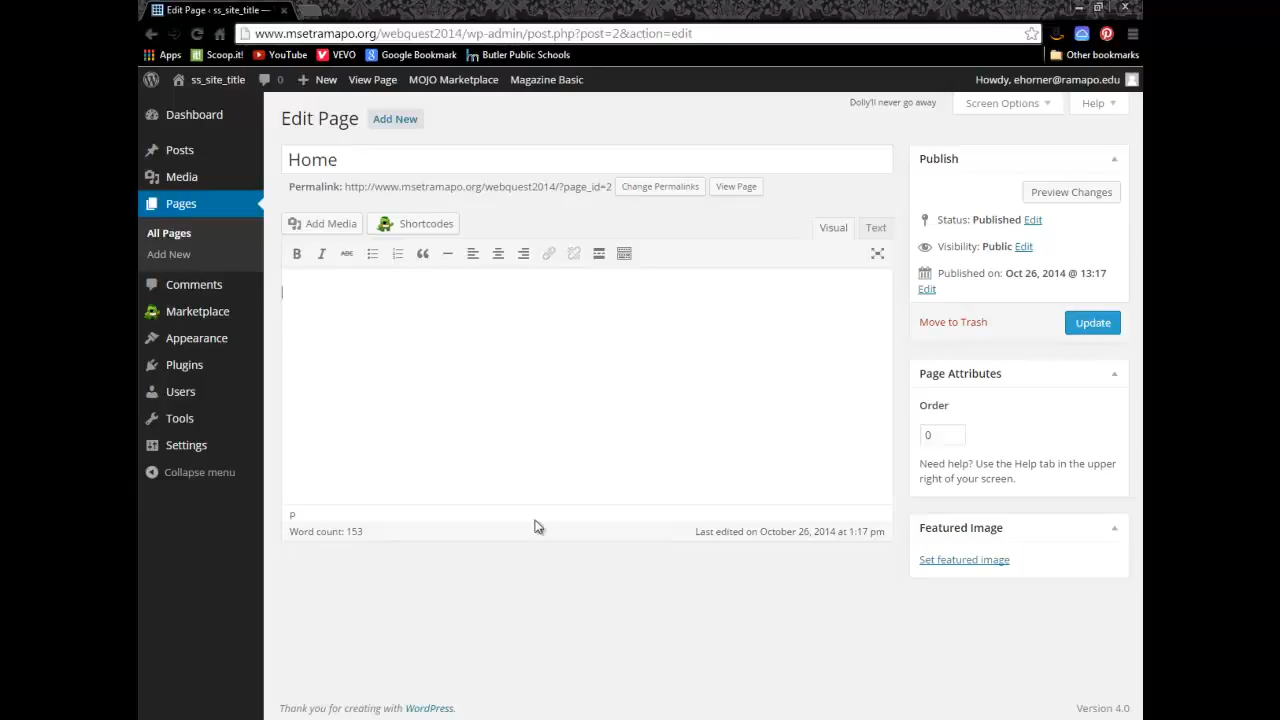 Edit Page ‹ ss_site_title —
www.msetramapo.org/webquest2014/wp-admin/post.php?post=2&action=edit
Apps Scoop.it! YouTube VEVO Google Bookmark Butler Public Schools Other bookmarks
ss_site_title 0 New View Page MOJO Marketplace Magazine Basic Howdy, ehorner@ramapo.edu
Dashboard
Posts
Media
Pages
All Pages
Add New
Comments
Marketplace
Appearance
Plugins
Users
Tools
Settings
Collapse menu
Dolly'll never go away Screen Options Help
Edit Page Add New
Home
Permalink: http://www.msetramapo.org/webquest2014/?page_id=2 Change Permalinks View Page
Add Media Shortcodes Visual Text
B I ABC
p
Word count: 153 Last edited on October 26, 2014 at 1:17 pm
Publish
Preview Changes
Status: Published Edit
Visibility: Public Edit
Published on: Oct 26, 2014 @ 13:17
Edit
Move to Trash Update
Page Attributes
Order
0
Need help? Use the Help tab in the upper
right of your screen.
Featured Image
Set featured image
Thank you for creating with WordPress. Version 4.0